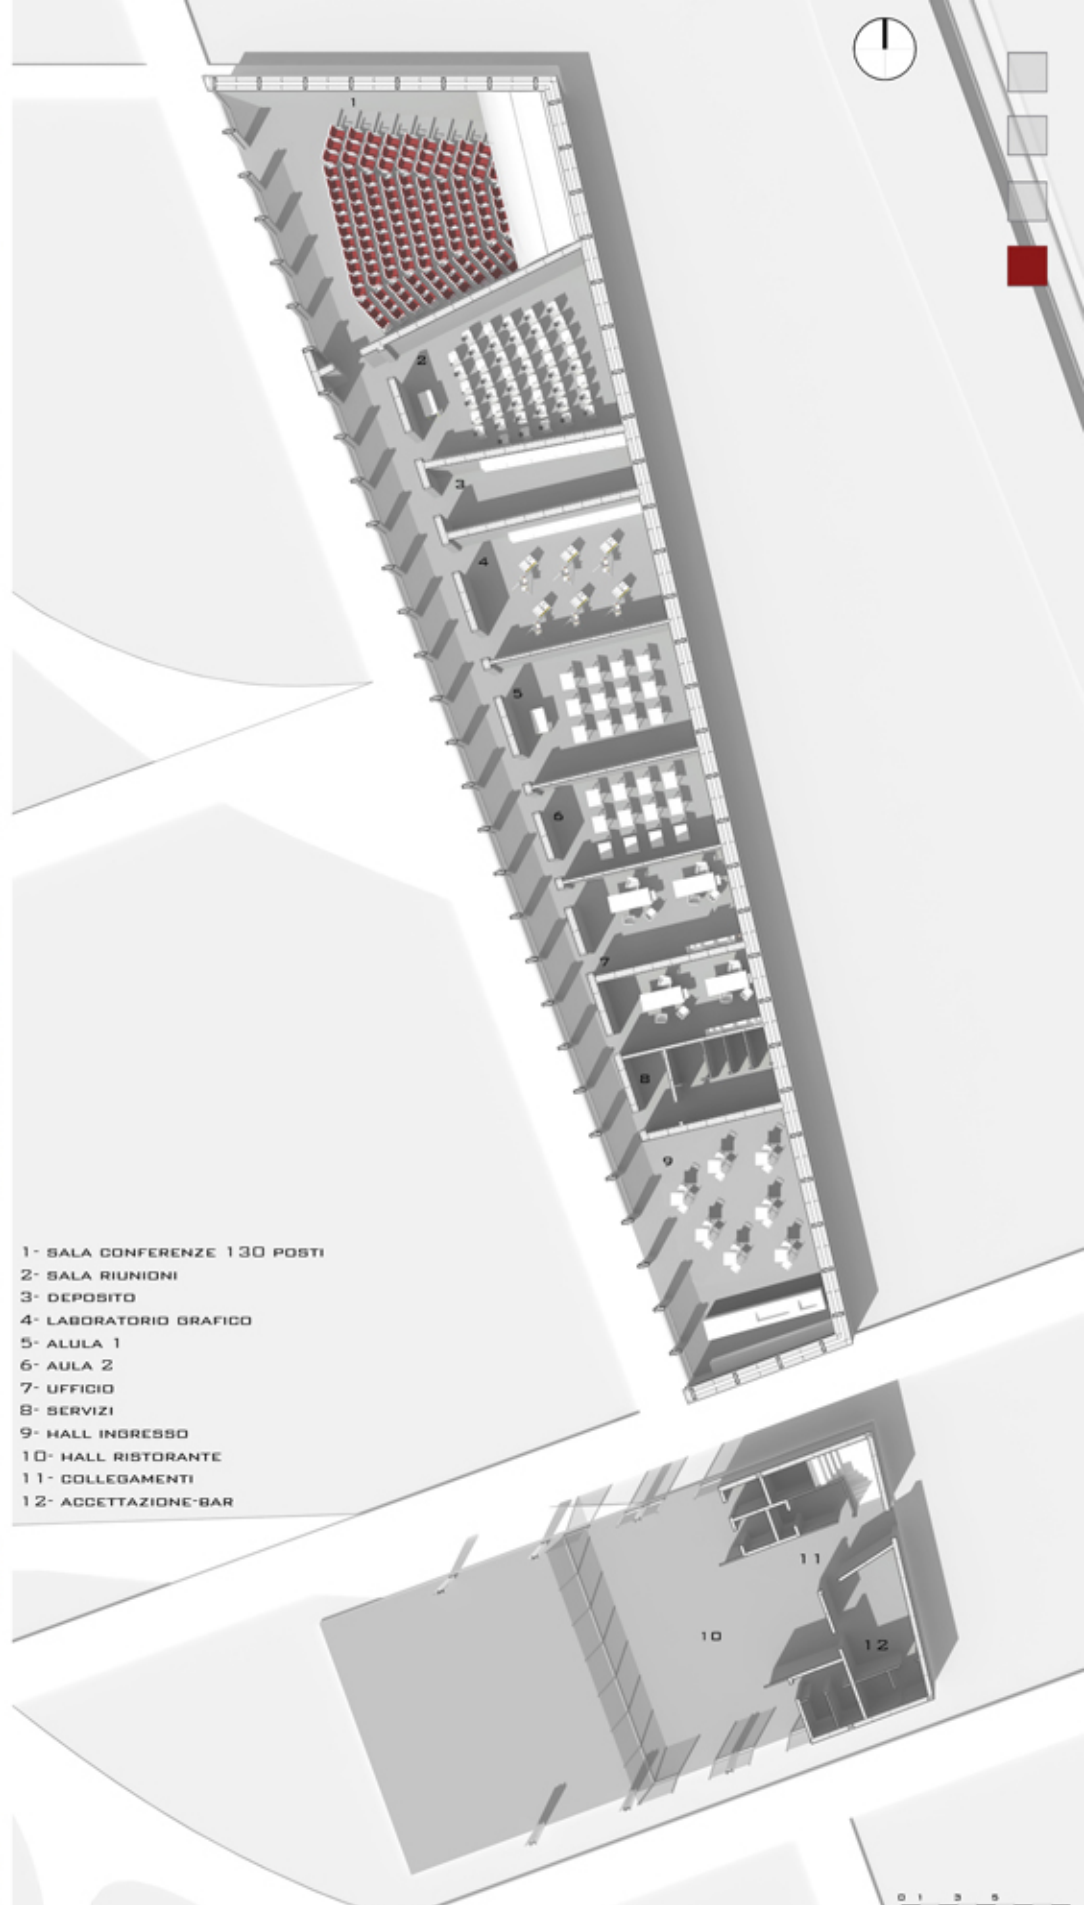 1
2
3
4
5
6
7
8
9
1- SALA CONFERENZE 130 POSTI
2- SALA RIUNIONI
3- DEPOSITO
4- LABORATORIO GRAFICO
5- ALULA 1
6- AULA 2
7- UFFICIO
8- SERVIZI
9- HALL INGRESSO
10- HALL RISTORANTE
11- COLLEGAMENTI
12- ACCETTAZIONE-BAR
11
10
12
0 1 3 5